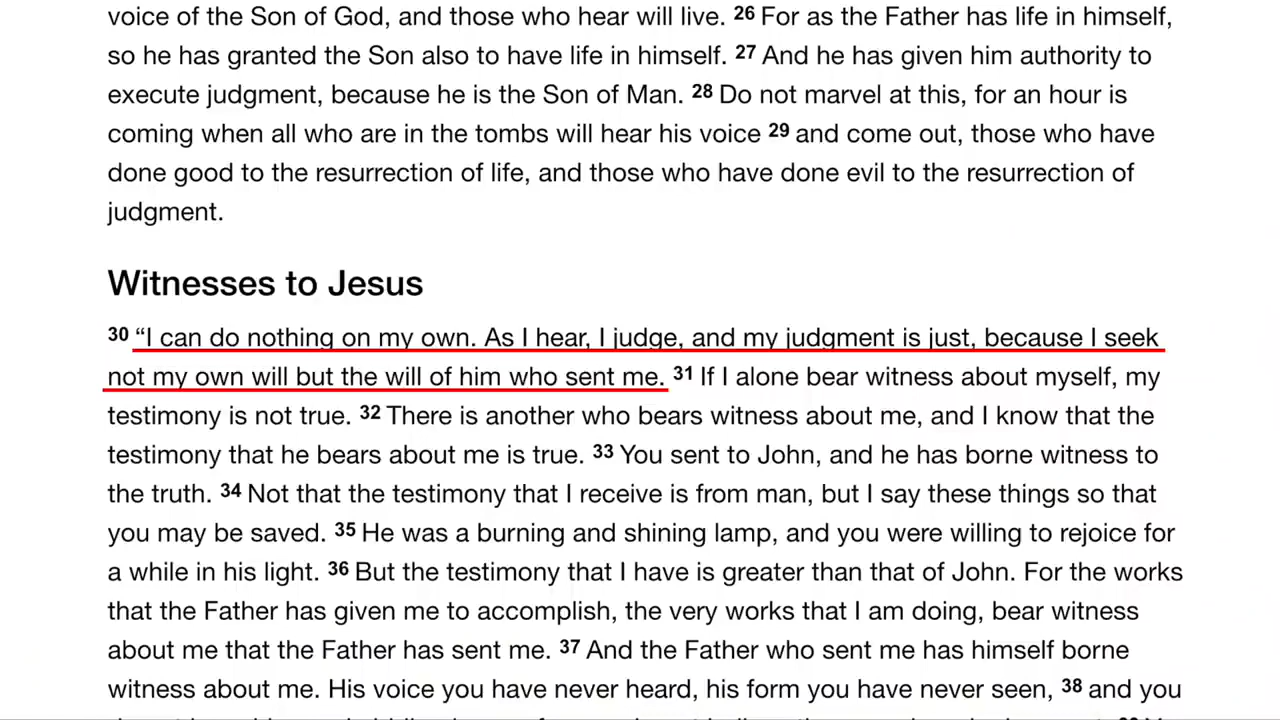 voice of the Son of God, and those who hear will live. 26 For as the Father has life in himself,
so he has granted the Son also to have life in himself. 27 And he has given him authority to
execute judgment, because he is the Son of Man. 28 Do not marvel at this, for an hour is
coming when all who are in the tombs will hear his voice 29 and come out, those who have
done good to the resurrection of life, and those who have done evil to the resurrection of
judgment.
Witnesses to Jesus
30 “I can do nothing on my own. As I hear, I judge, and my judgment is just, because I seek
not my own will but the will of him who sent me. 31 If I alone bear witness about myself, my
testimony is not true. 32 There is another who bears witness about me, and I know that the
testimony that he bears about me is true. 33 You sent to John, and he has borne witness to
the truth. 34 Not that the testimony that I receive is from man, but I say these things so that
you may be saved. 35 He was a burning and shining lamp, and you were willing to rejoice for
a while in his light. 36 But the testimony that I have is greater than that of John. For the works
that the Father has given me to accomplish, the very works that I am doing, bear witness
about me that the Father has sent me. 37 And the Father who sent me has himself borne
witness about me. His voice you have never heard, his form you have never seen, 38 and you